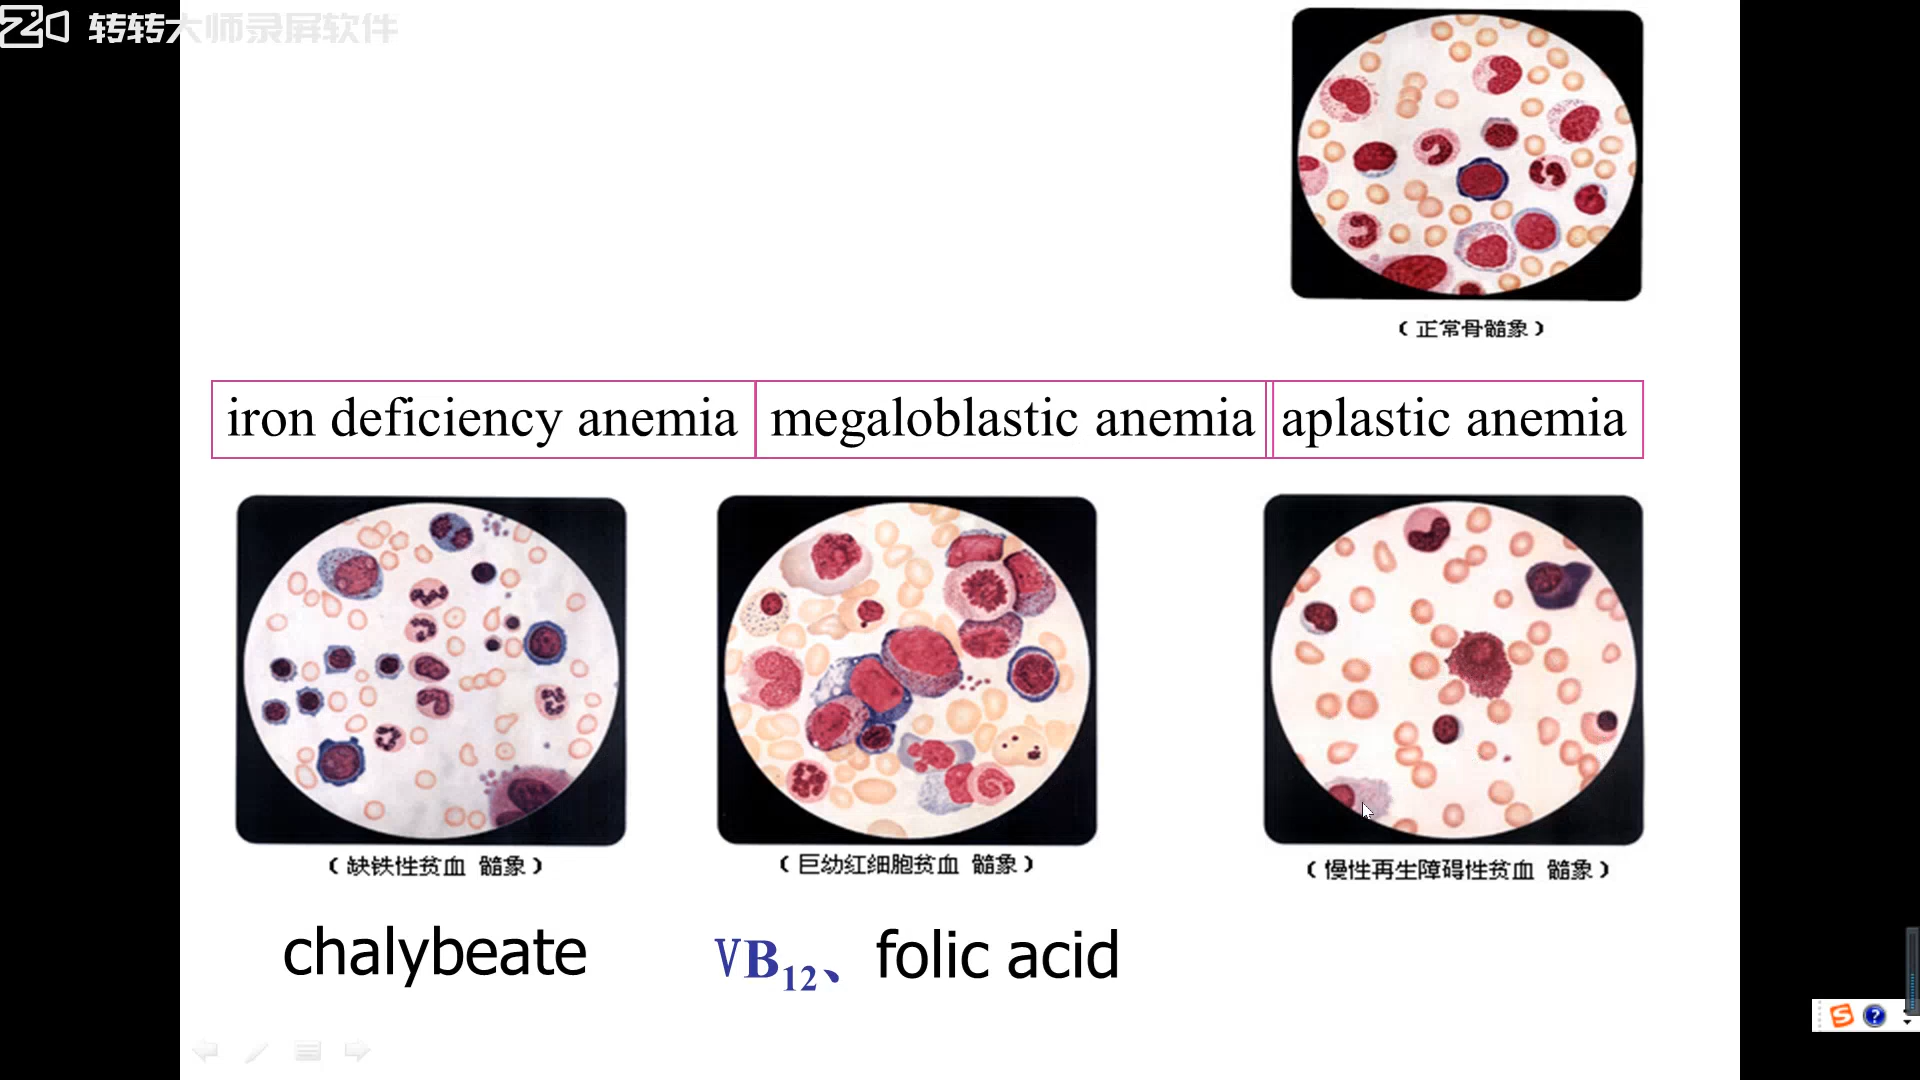 转转大师录屏软件
(正常骨髓象)
iron deficiency anemia
megaloblastic anemia
aplastic anemia
(缺铁性贫血 髓象)
(巨幼红细胞贫血 髓象)
(慢性再生障碍性贫血 髓象)
chalybeate
VB12、 folic acid